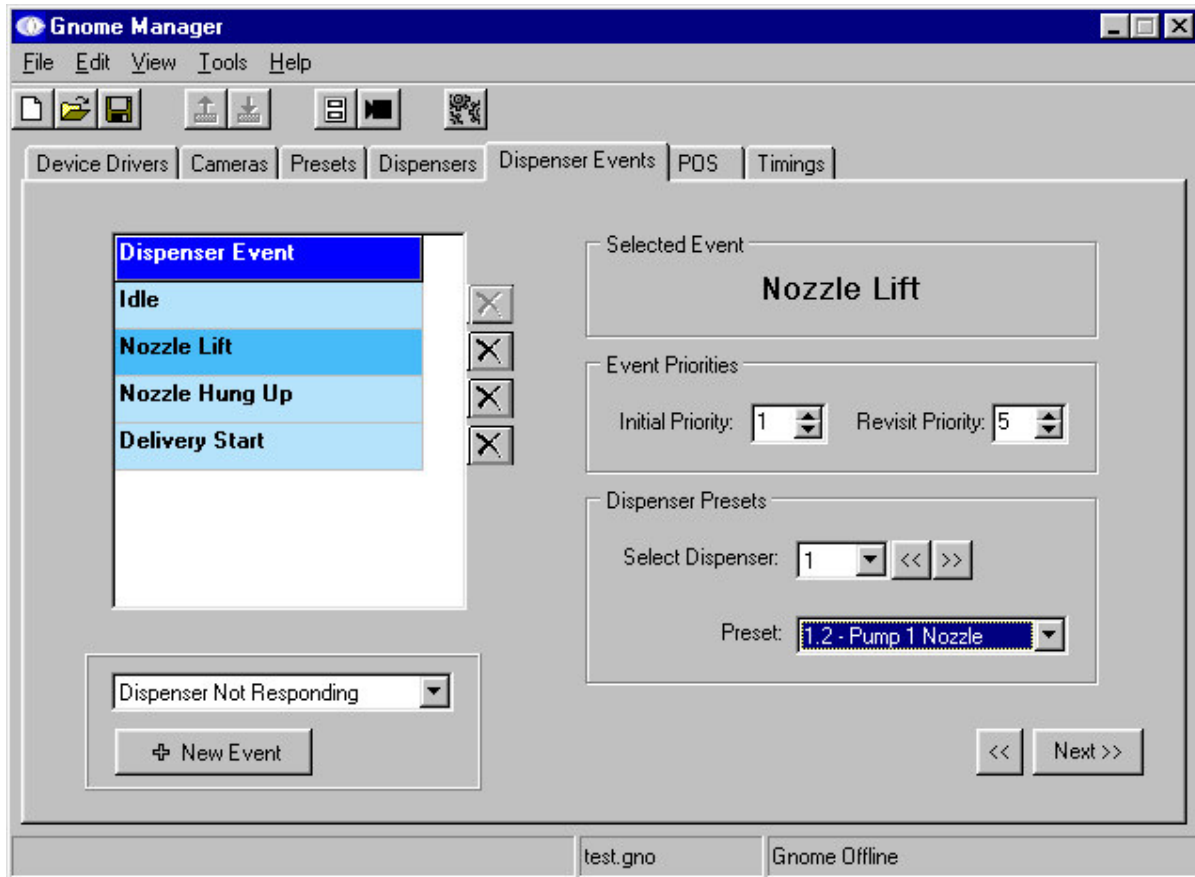 Gnome Manager
File Edit View Tools Help
Device Drivers Cameras Presets Dispensers Dispenser Events POS Timings
Dispenser Event
Idle
Nozzle Lift
Nozzle Hung Up
Delivery Start
Dispenser Not Responding
New Event
Selected Event
Nozzle Lift
Event Priorities
Initial Priority: 1 Revisit Priority: 5
Dispenser Presets
Select Dispenser: 1 << >>
Preset: 1.2 - Pump 1 Nozzle
<< Next >>
test.gno Gnome Offline